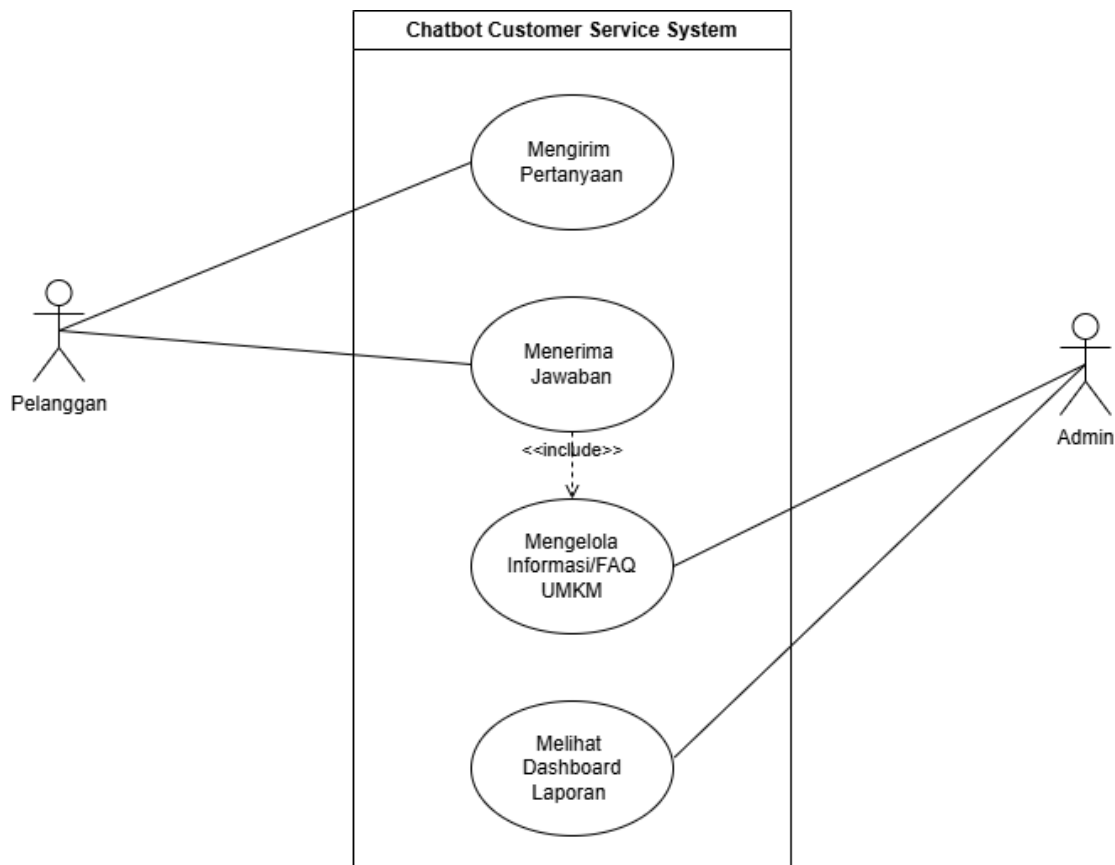 Chatbot Customer Service System
Mengirim
Pertanyaan
Menerima
Jawaban
Pelanggan
Admin
<<include>>
Mengelola
Informasi/FAQ
UMKM
Melihat
Dashboard
Laporan